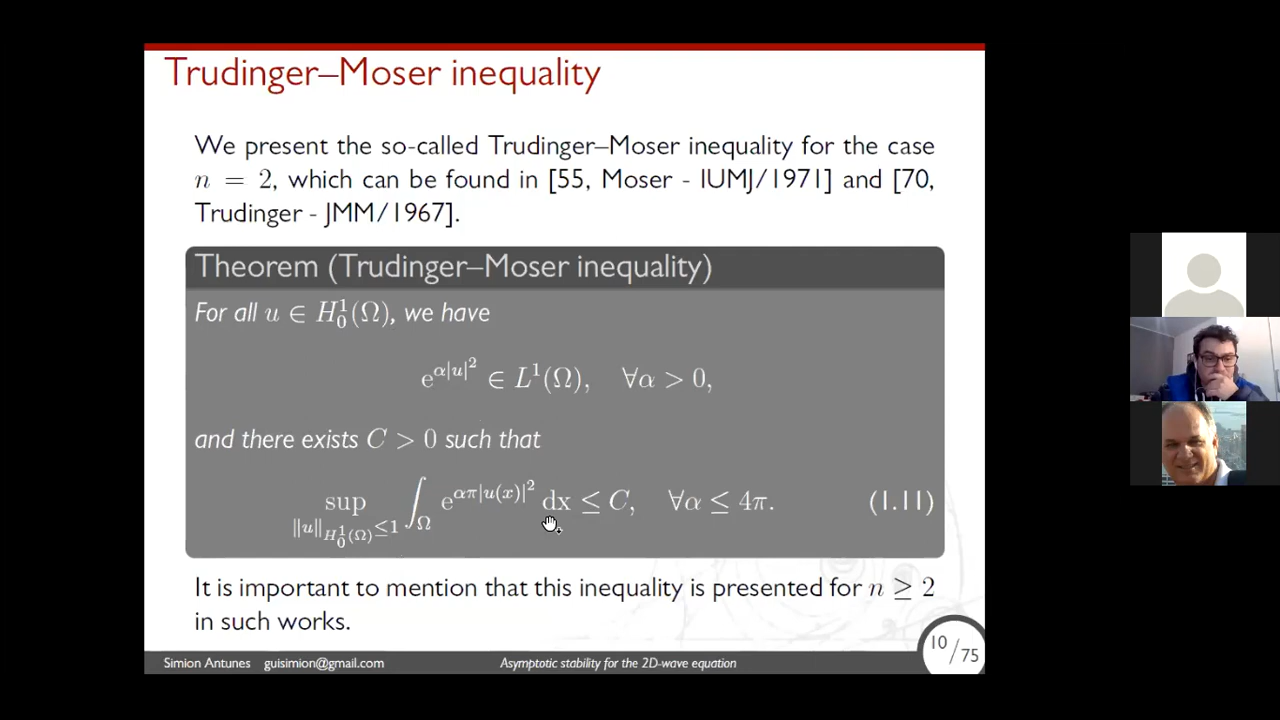 Trudinger–Moser inequality
We present the so-called Trudinger–Moser inequality for the case
n = 2, which can be found in [55, Moser - IUMJ/1971] and [70,
Trudinger - JMM/1967].
Theorem (Trudinger–Moser inequality)
For all u ∈ H₀¹(Ω), we have
e^{α|u|²} ∈ L¹(Ω), ∀α > 0,
and there exists C > 0 such that
sup_{‖u‖_{H₀¹(Ω)}≤1} ∫_Ω e^{απ|u(x)|²} dx ≤ C, ∀α ≤ 4π. (1.11)
It is important to mention that this inequality is presented for n ≥ 2
in such works.
Simion Antunes guisimion@gmail.com Asymptotic stability for the 2D-wave equation 10/75